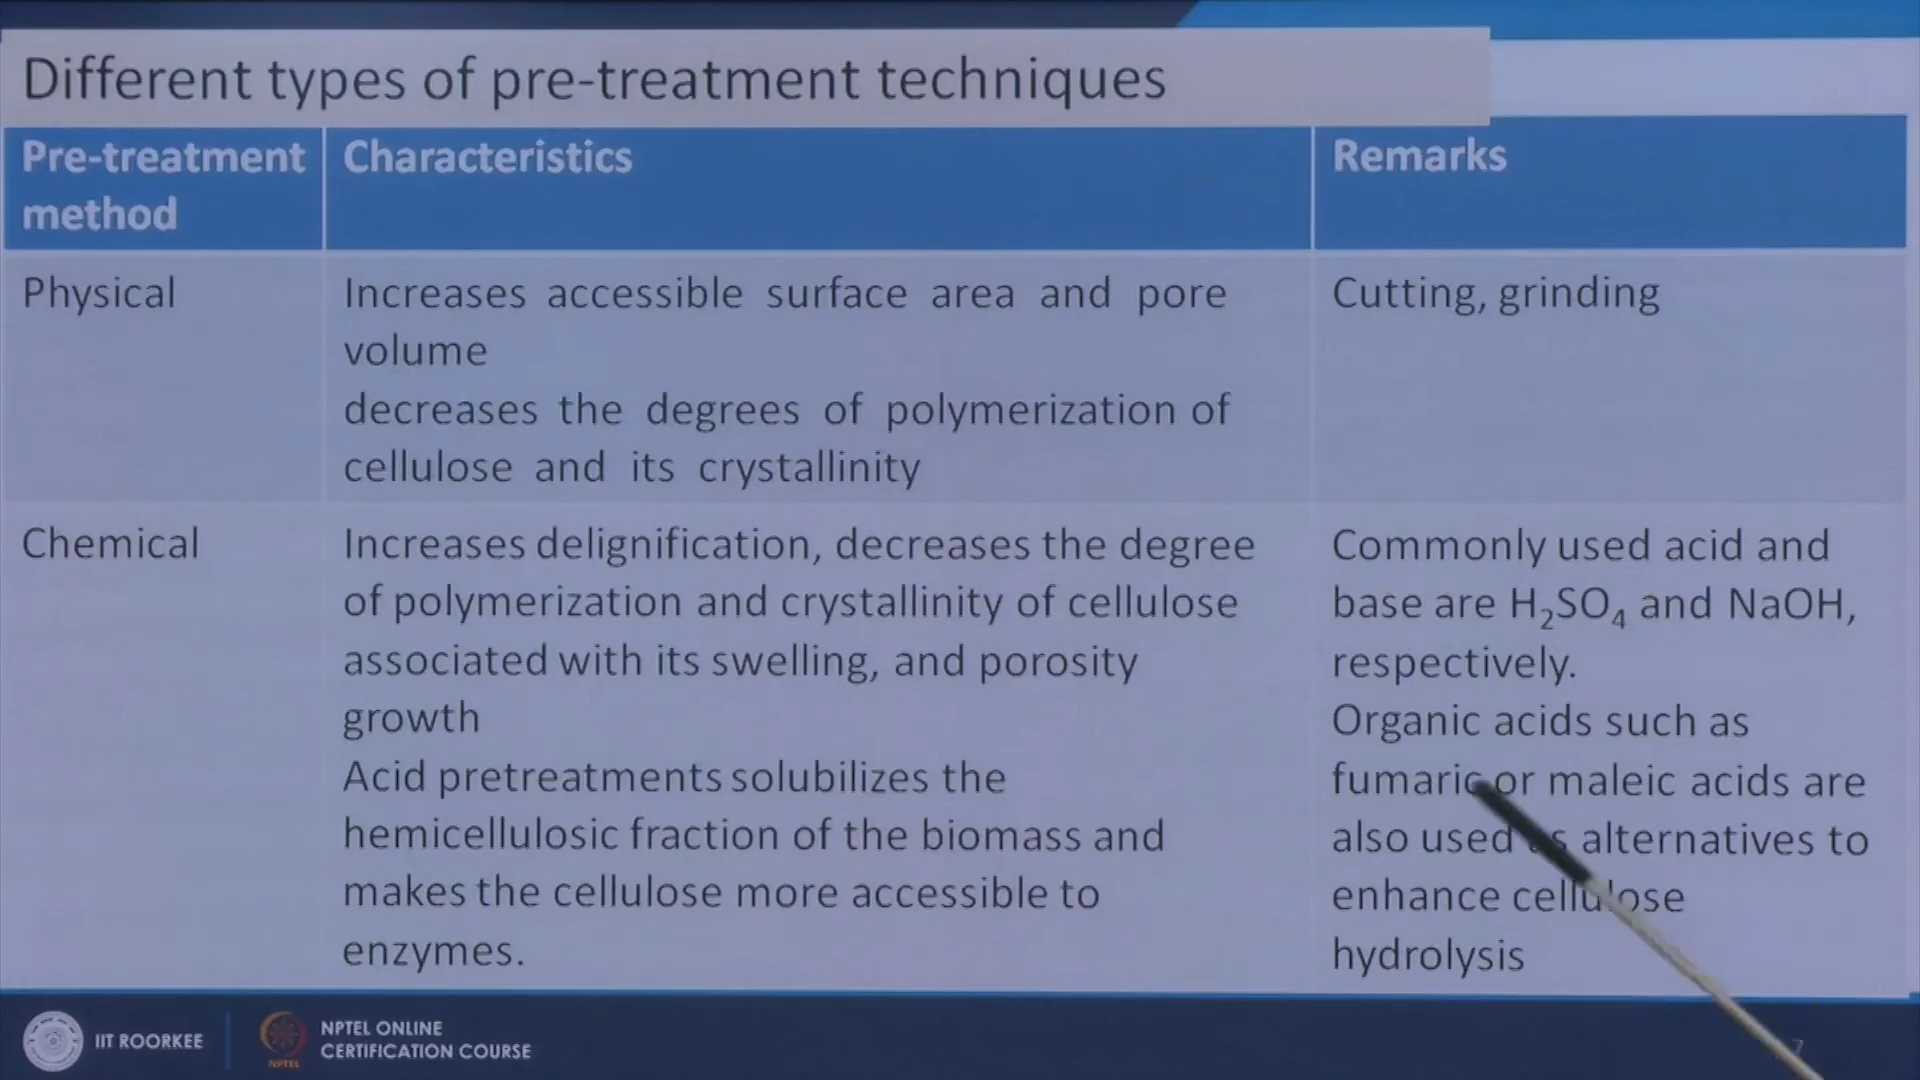 Different types of pre-treatment techniques
Pre-treatment
method
Characteristics
Remarks
Physical
Increases accessible surface area and pore
volume
decreases the degrees of polymerization of
cellulose and its crystallinity
Cutting, grinding
Chemical
Increases delignification, decreases the degree
of polymerization and crystallinity of cellulose
associated with its swelling, and porosity
growth
Acid pretreatments solubilizes the
hemicellulosic fraction of the biomass and
makes the cellulose more accessible to
enzymes.
Commonly used acid and
base are H₂SO₄ and NaOH,
respectively.
Organic acids such as
fumaric or maleic acids are
also used as alternatives to
enhance cellulose
hydrolysis
IIT ROORKEE
NPTEL
NPTEL ONLINE
CERTIFICATION COURSE
7